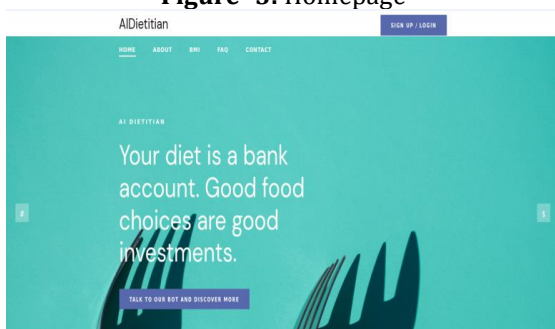 Figure -3: Homepage
AIDietitian
SIGN UP / LOGIN
HOME ABOUT BMI FAQ CONTACT
AI DIETITIAN
Your diet is a bank
account. Good food
choices are good
investments.
#
$
TALK TO OUR BOT AND DISCOVER MORE